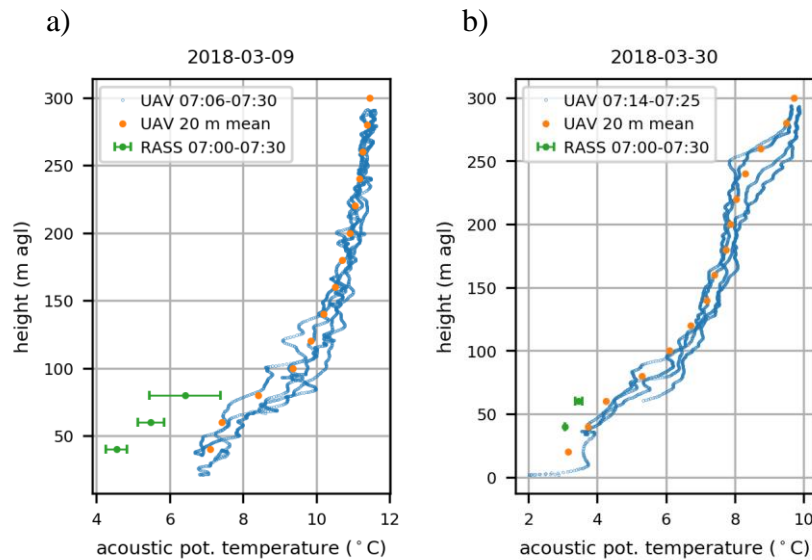 a)
2018-03-09
UAV 07:06-07:30
UAV 20 m mean
RASS 07:00-07:30
height (m agl)
300
250
200
150
100
50
4 6 8 10 12
acoustic pot. temperature (°C)
b)
2018-03-30
UAV 07:14-07:25
UAV 20 m mean
RASS 07:00-07:30
height (m agl)
300
250
200
150
100
50
0
2 4 6 8 10
acoustic pot. temperature (°C)